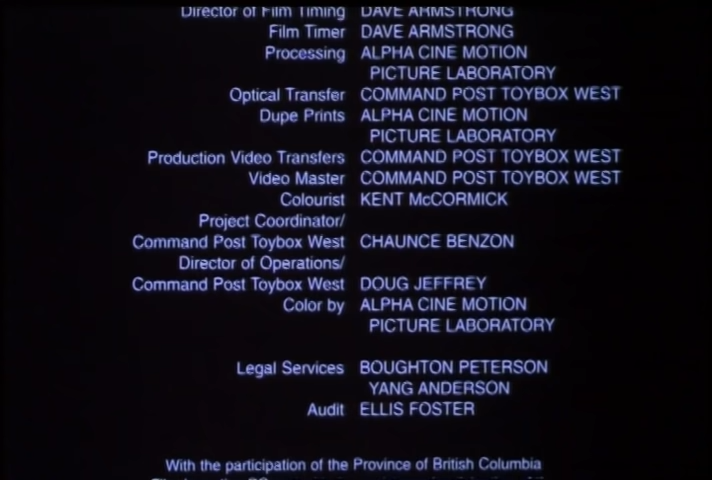 Director of Film Timing DAVE ARMSTRONG
Film Timer DAVE ARMSTRONG
Processing ALPHA CINE MOTION
PICTURE LABORATORY
Optical Transfer COMMAND POST TOYBOX WEST
Dupe Prints ALPHA CINE MOTION
PICTURE LABORATORY
Production Video Transfers COMMAND POST TOYBOX WEST
Video Master COMMAND POST TOYBOX WEST
Colourist KENT McCORMICK
Project Coordinator/
Command Post Toybox West CHAUNCE BENZON
Director of Operations/
Command Post Toybox West DOUG JEFFREY
Color by ALPHA CINE MOTION
PICTURE LABORATORY
Legal Services BOUGHTON PETERSON
YANG ANDERSON
Audit ELLIS FOSTER
With the participation of the Province of British Columbia